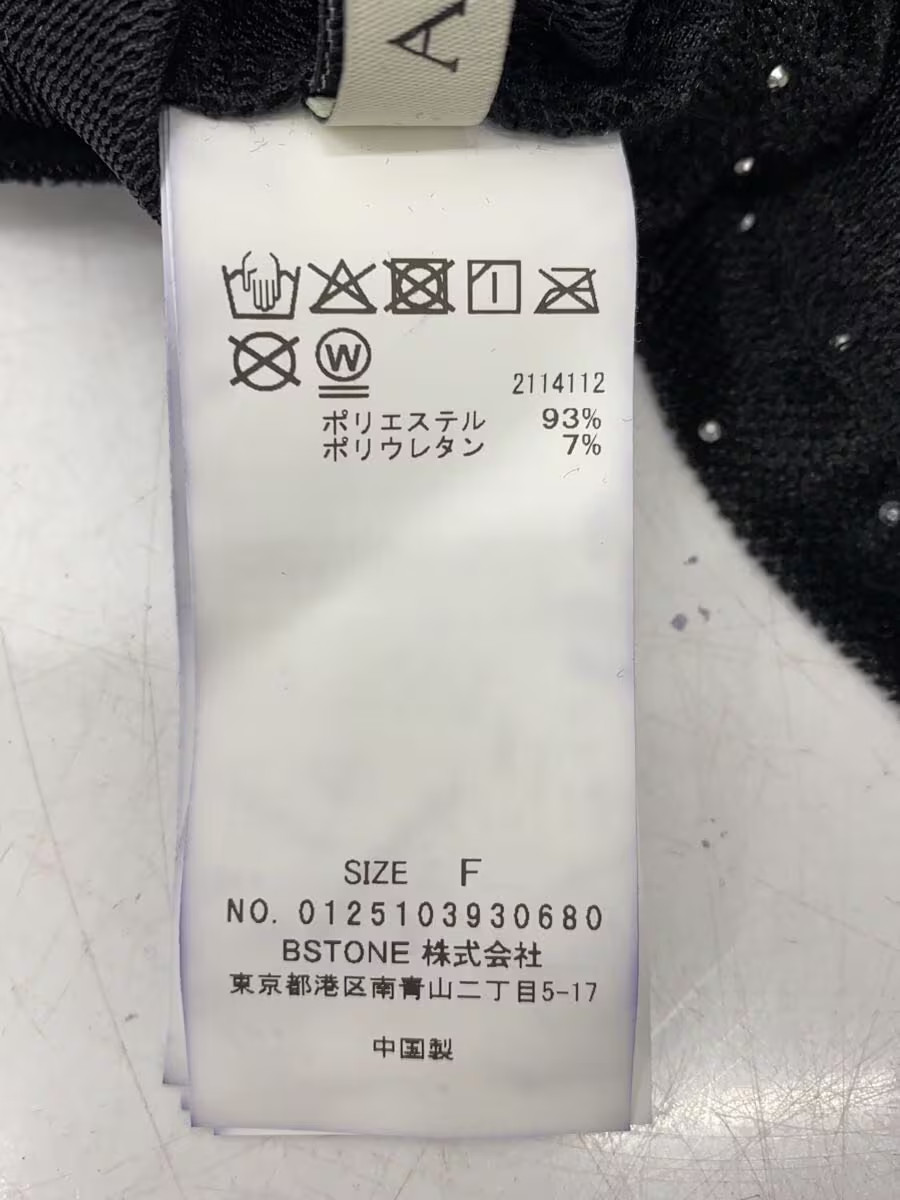 A
W
2114112
ポリエステル 93%
ポリウレタン 7%
SIZE F
NO. 0125103930680
BSTONE 株式会社
東京都港区南青山二丁目5-17
中国製